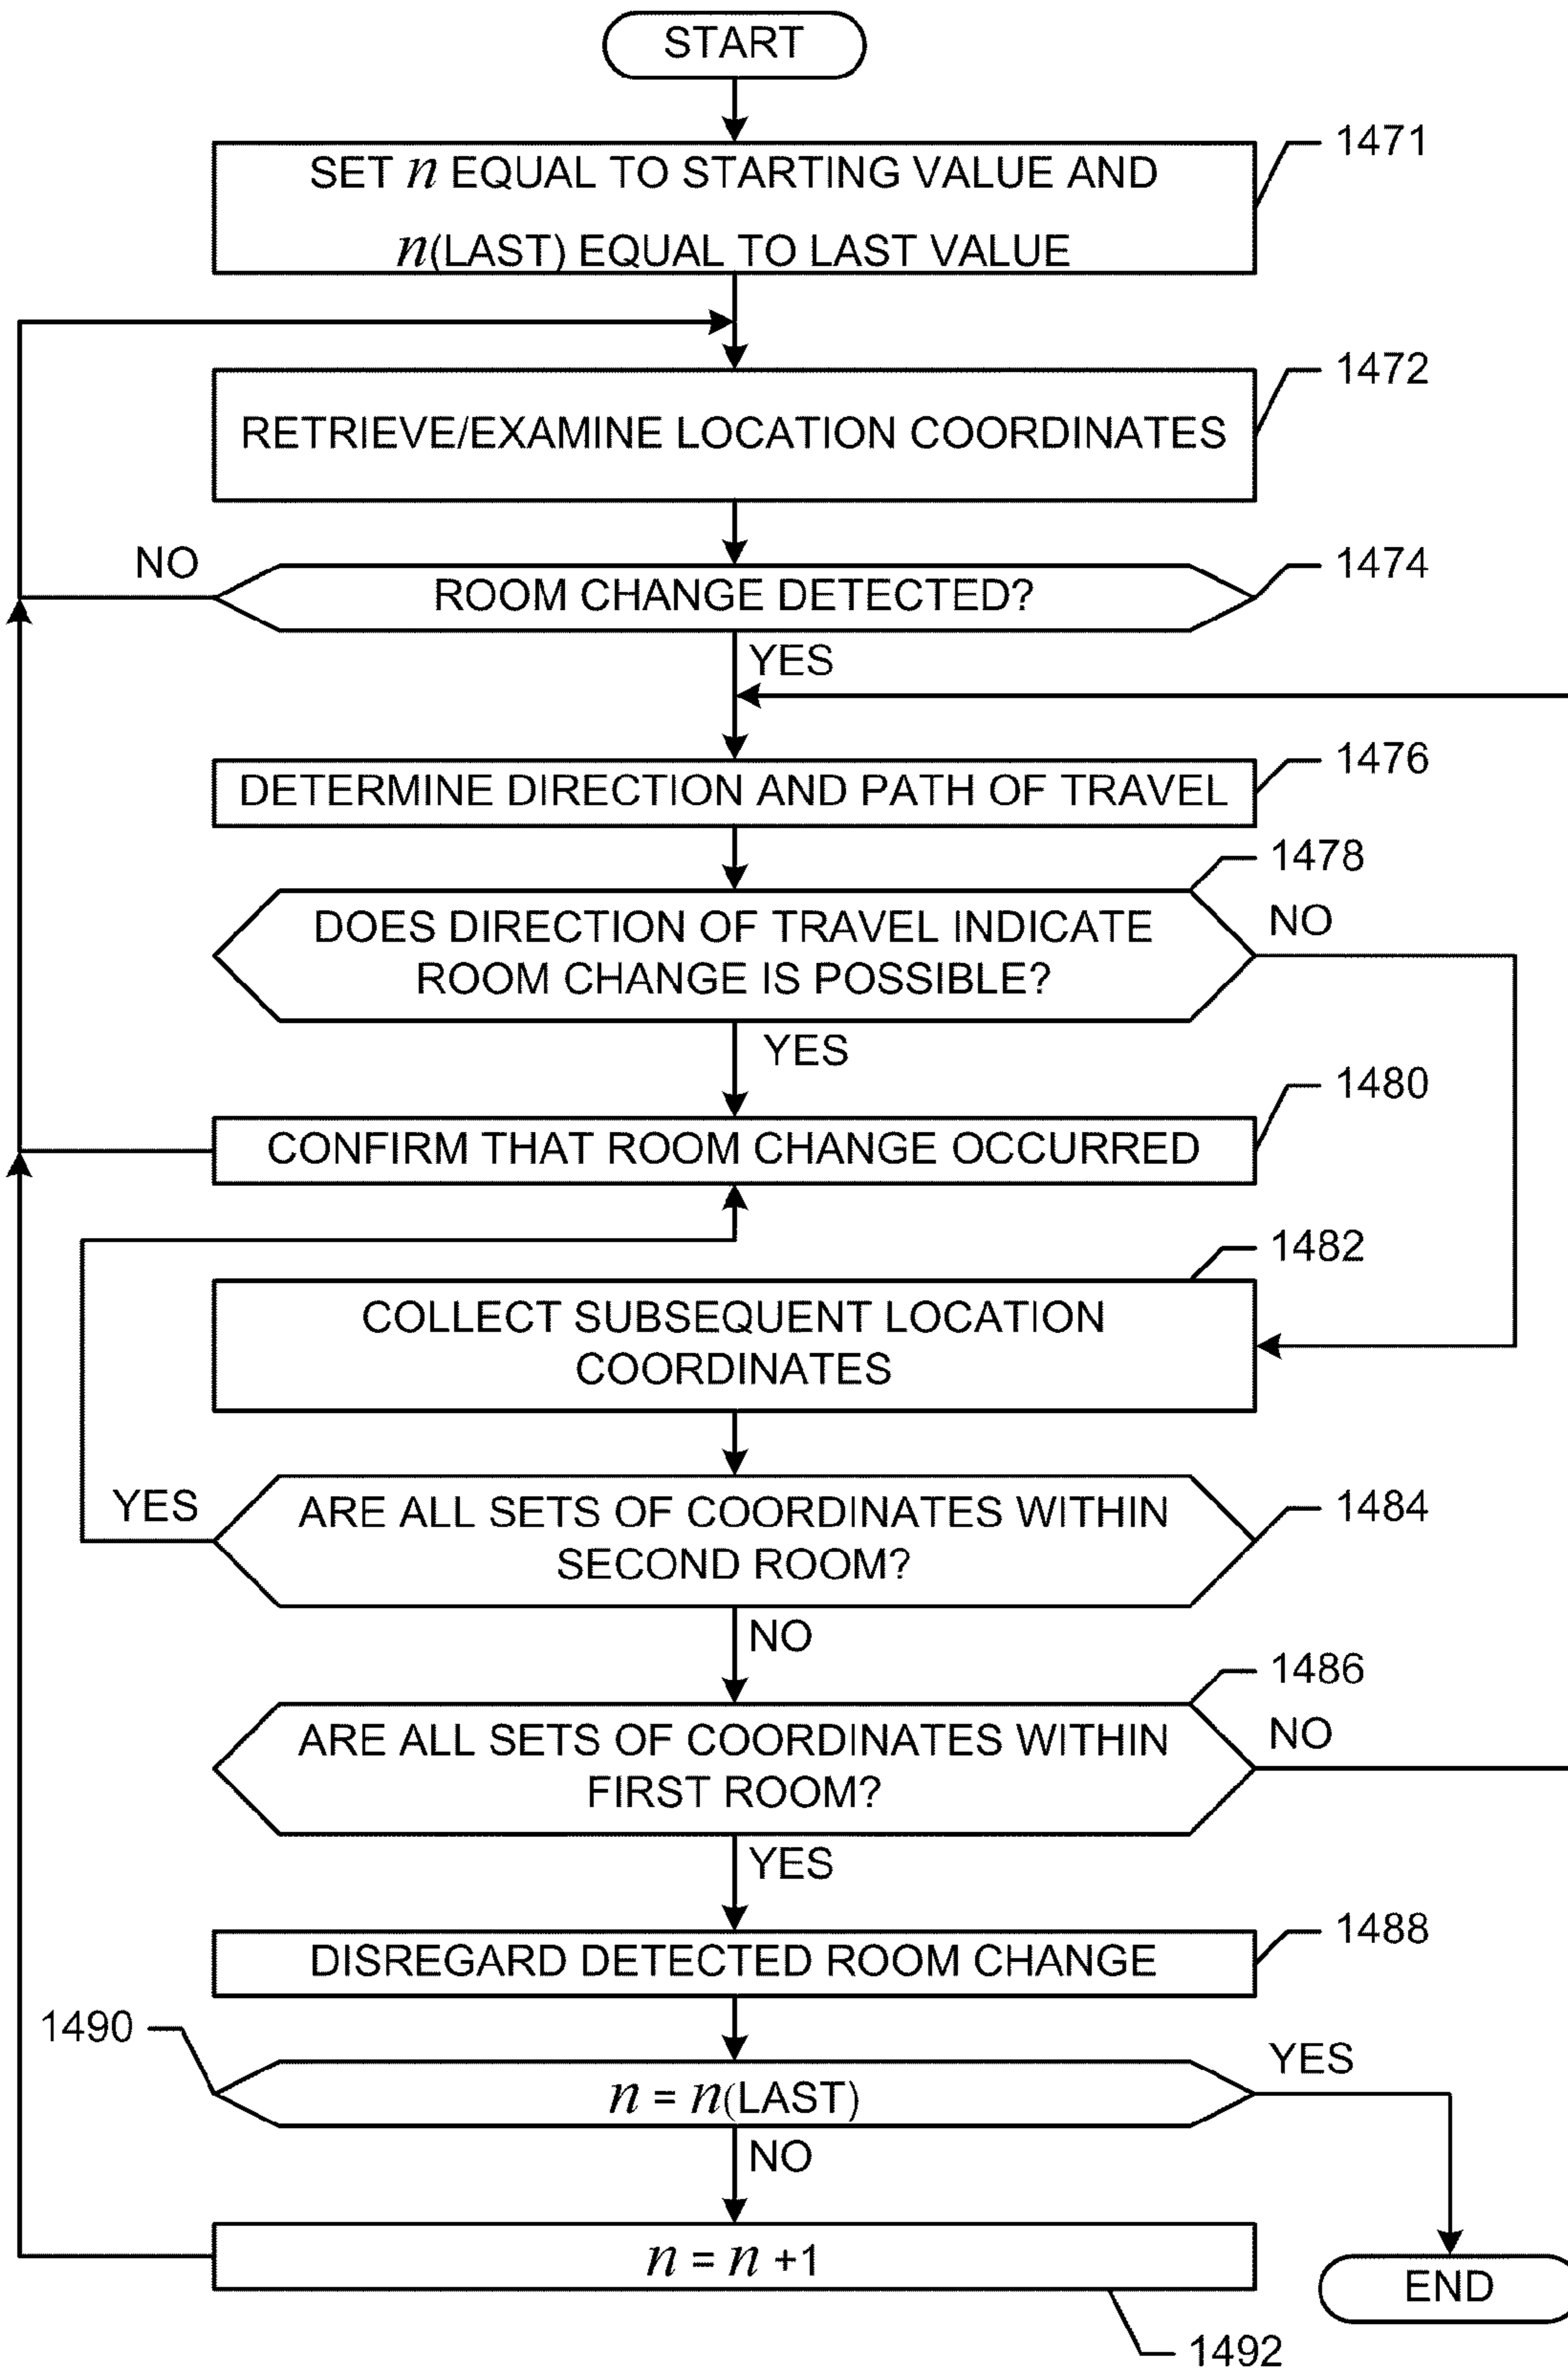 START
1471
SET n EQUAL TO STARTING VALUE AND
n(LAST) EQUAL TO LAST VALUE
1472
RETRIEVE/EXAMINE LOCATION COORDINATES
NO
1474
ROOM CHANGE DETECTED?
YES
1476
DETERMINE DIRECTION AND PATH OF TRAVEL
1478
DOES DIRECTION OF TRAVEL INDICATE
ROOM CHANGE IS POSSIBLE?
NO
YES
1480
CONFIRM THAT ROOM CHANGE OCCURRED
1482
COLLECT SUBSEQUENT LOCATION
COORDINATES
YES
1484
ARE ALL SETS OF COORDINATES WITHIN
SECOND ROOM?
NO
1486
ARE ALL SETS OF COORDINATES WITHIN
FIRST ROOM?
NO
YES
1488
DISREGARD DETECTED ROOM CHANGE
1490
YES
n = n(LAST)
NO
n = n +1
END
1492